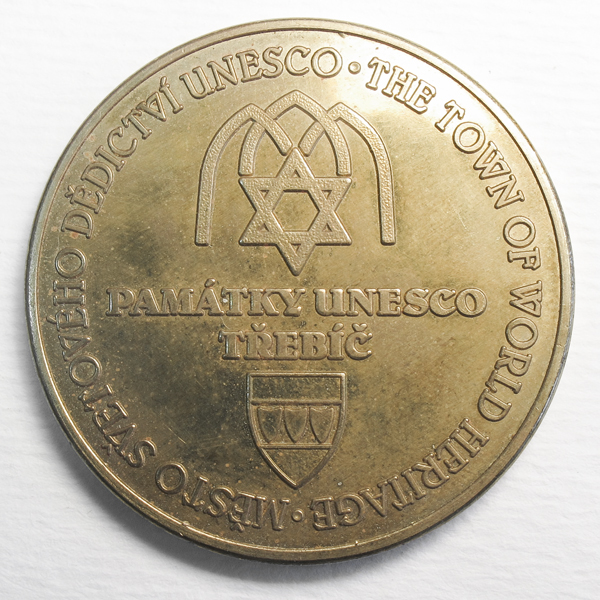 MĚSTO SVĚTOVÉHO DĚDICTVÍ UNESCO • THE TOWN OF WORLD HERITAGE •
PAMÁTKY UNESCO
TŘEBÍČ